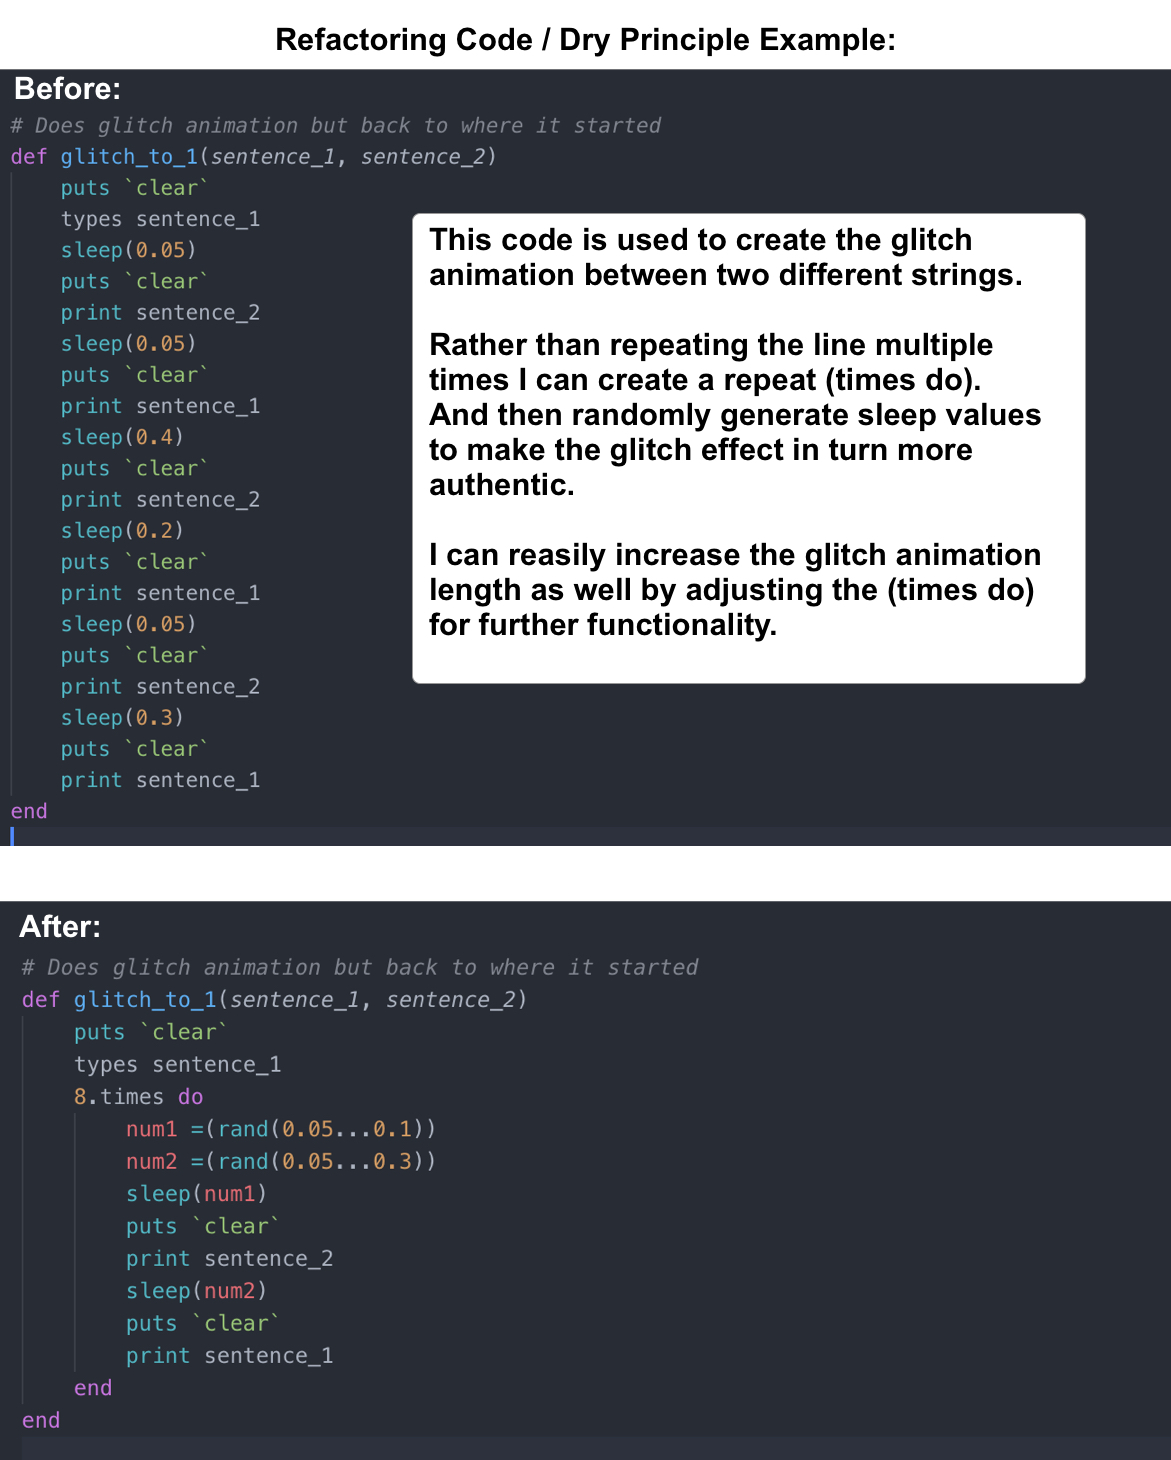 Refactoring Code / Dry Principle Example:
Before:
# Does glitch animation but back to where it started
def glitch_to_1(sentence_1, sentence_2)
    puts `clear`
    types sentence_1
    sleep(0.05)
    puts `clear`
    print sentence_2
    sleep(0.05)
    puts `clear`
    print sentence_1
    sleep(0.4)
    puts `clear`
    print sentence_2
    sleep(0.2)
    puts `clear`
    print sentence_1
    sleep(0.05)
    puts `clear`
    print sentence_2
    sleep(0.3)
    puts `clear`
    print sentence_1
end
This code is used to create the glitch
animation between two different strings.
Rather than repeating the line multiple
times I can create a repeat (times do).
And then randomly generate sleep values
to make the glitch effect in turn more
authentic.
I can reasily increase the glitch animation
length as well by adjusting the (times do)
for further functionality.
After:
# Does glitch animation but back to where it started
def glitch_to_1(sentence_1, sentence_2)
    puts `clear`
    types sentence_1
    8.times do
        num1 =(rand(0.05...0.1))
        num2 =(rand(0.05...0.3))
        sleep(num1)
        puts `clear`
        print sentence_2
        sleep(num2)
        puts `clear`
        print sentence_1
    end
end